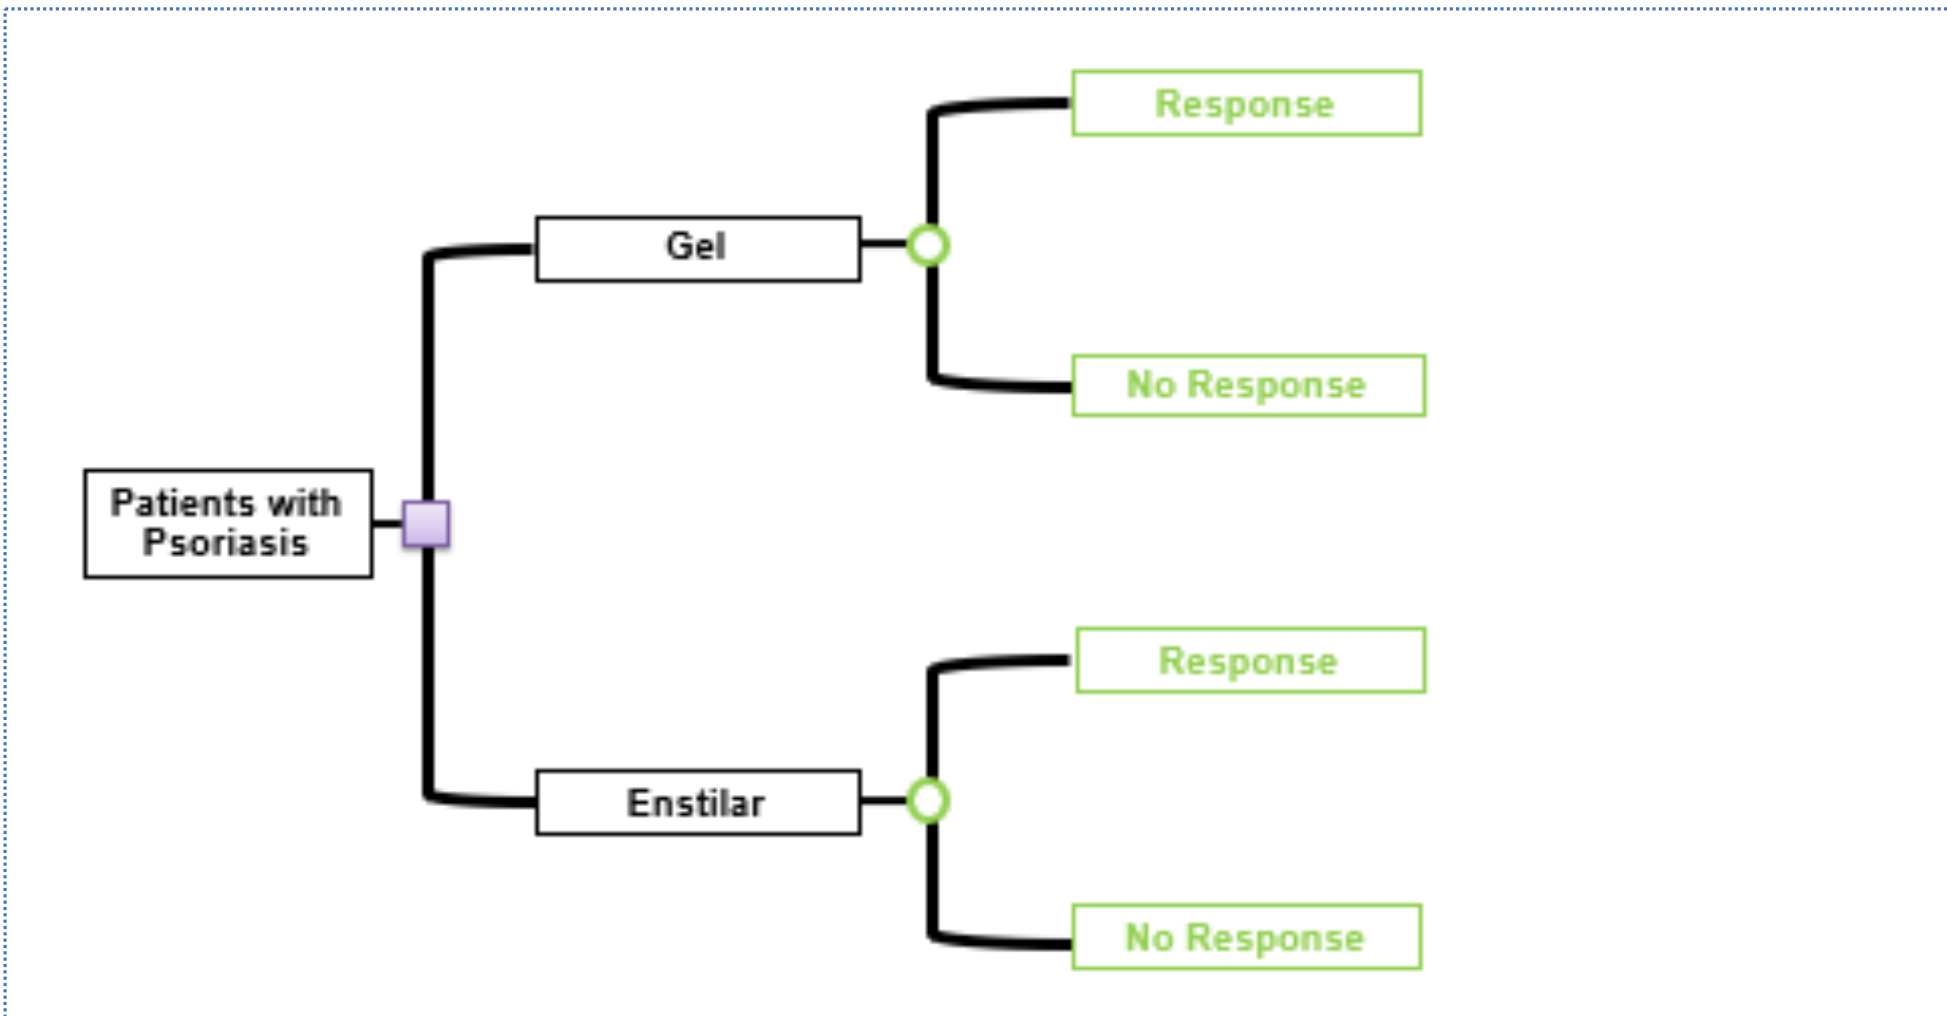 Response
Gel
No Response
Patients with
Psoriasis
Response
Enstilar
No Response